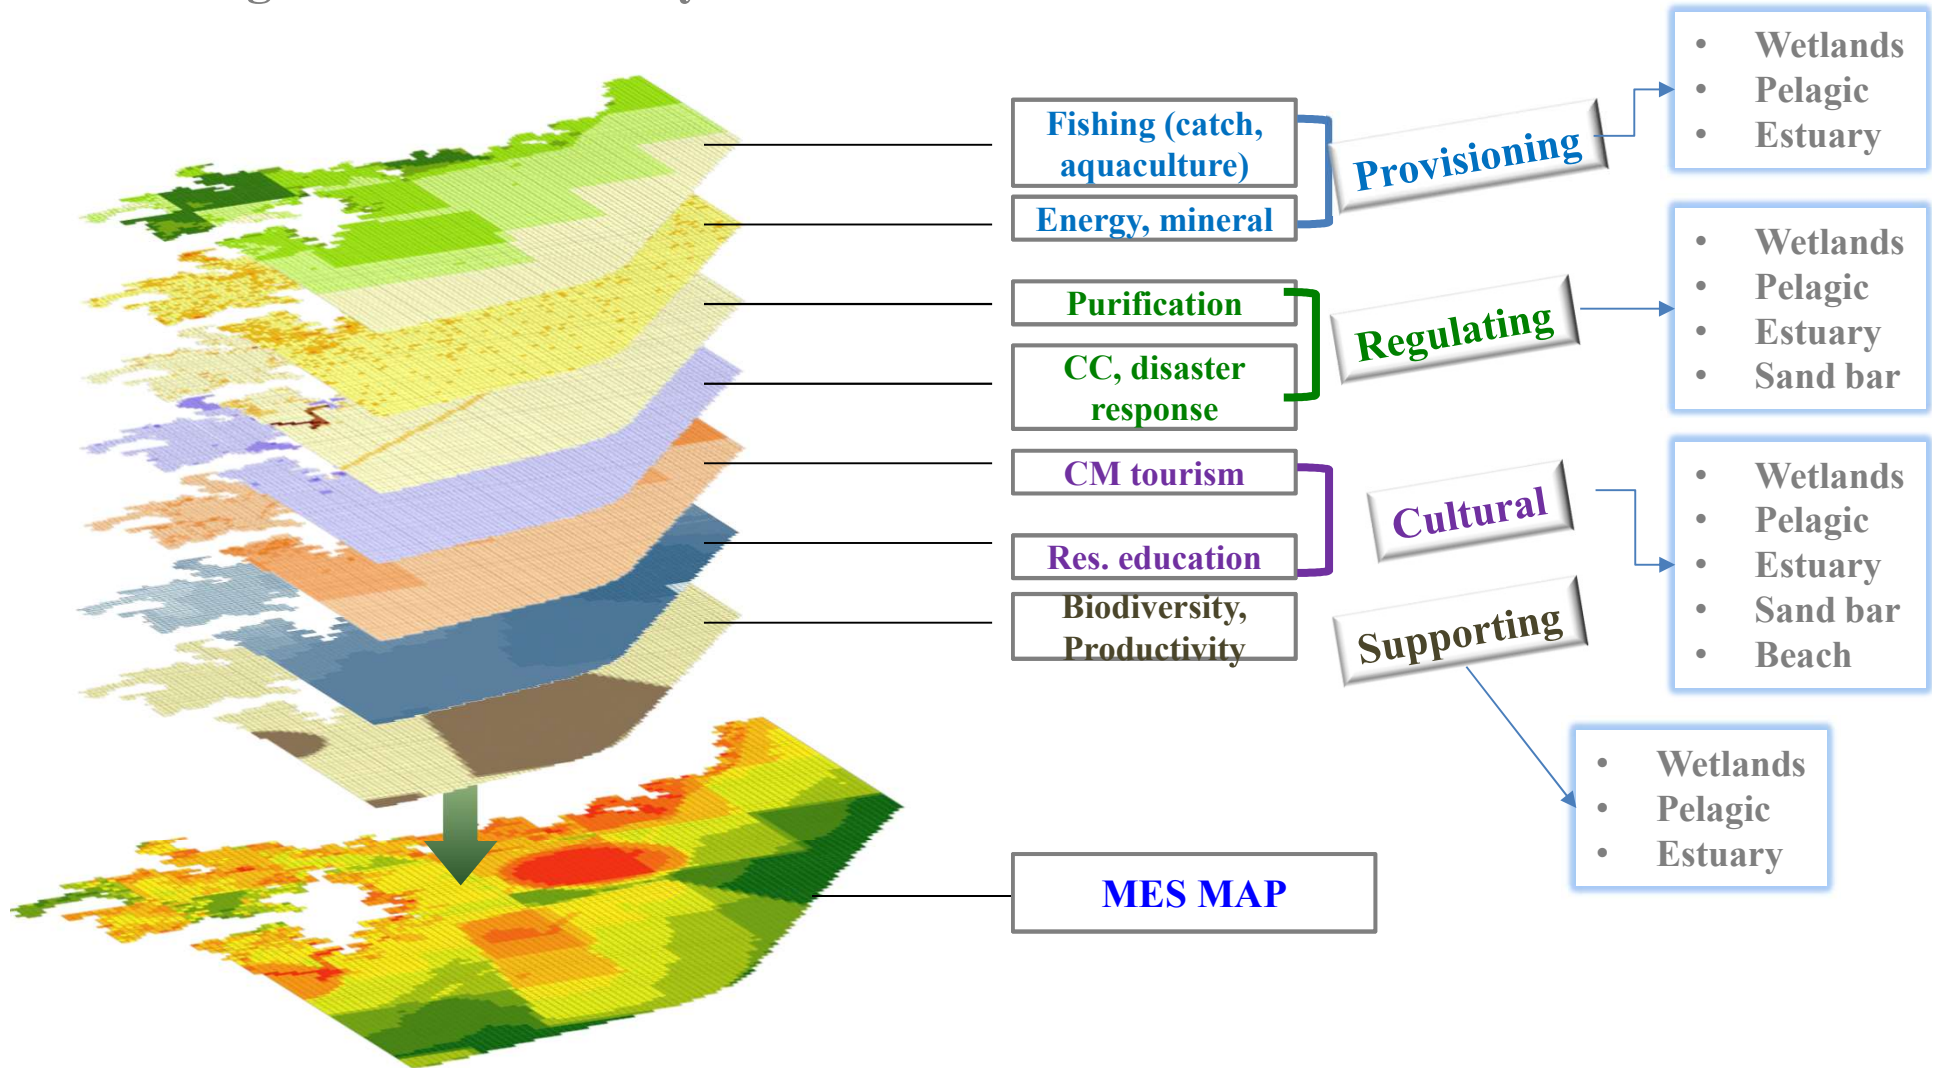 Fishing (catch,
aquaculture)
Energy, mineral
Provisioning
• Wetlands
• Pelagic
• Estuary
Purification
CC, disaster
response
Regulating
• Wetlands
• Pelagic
• Estuary
• Sand bar
CM tourism
Res. education
Cultural
• Wetlands
• Pelagic
• Estuary
• Sand bar
• Beach
Biodiversity,
Productivity
Supporting
• Wetlands
• Pelagic
• Estuary
MES MAP